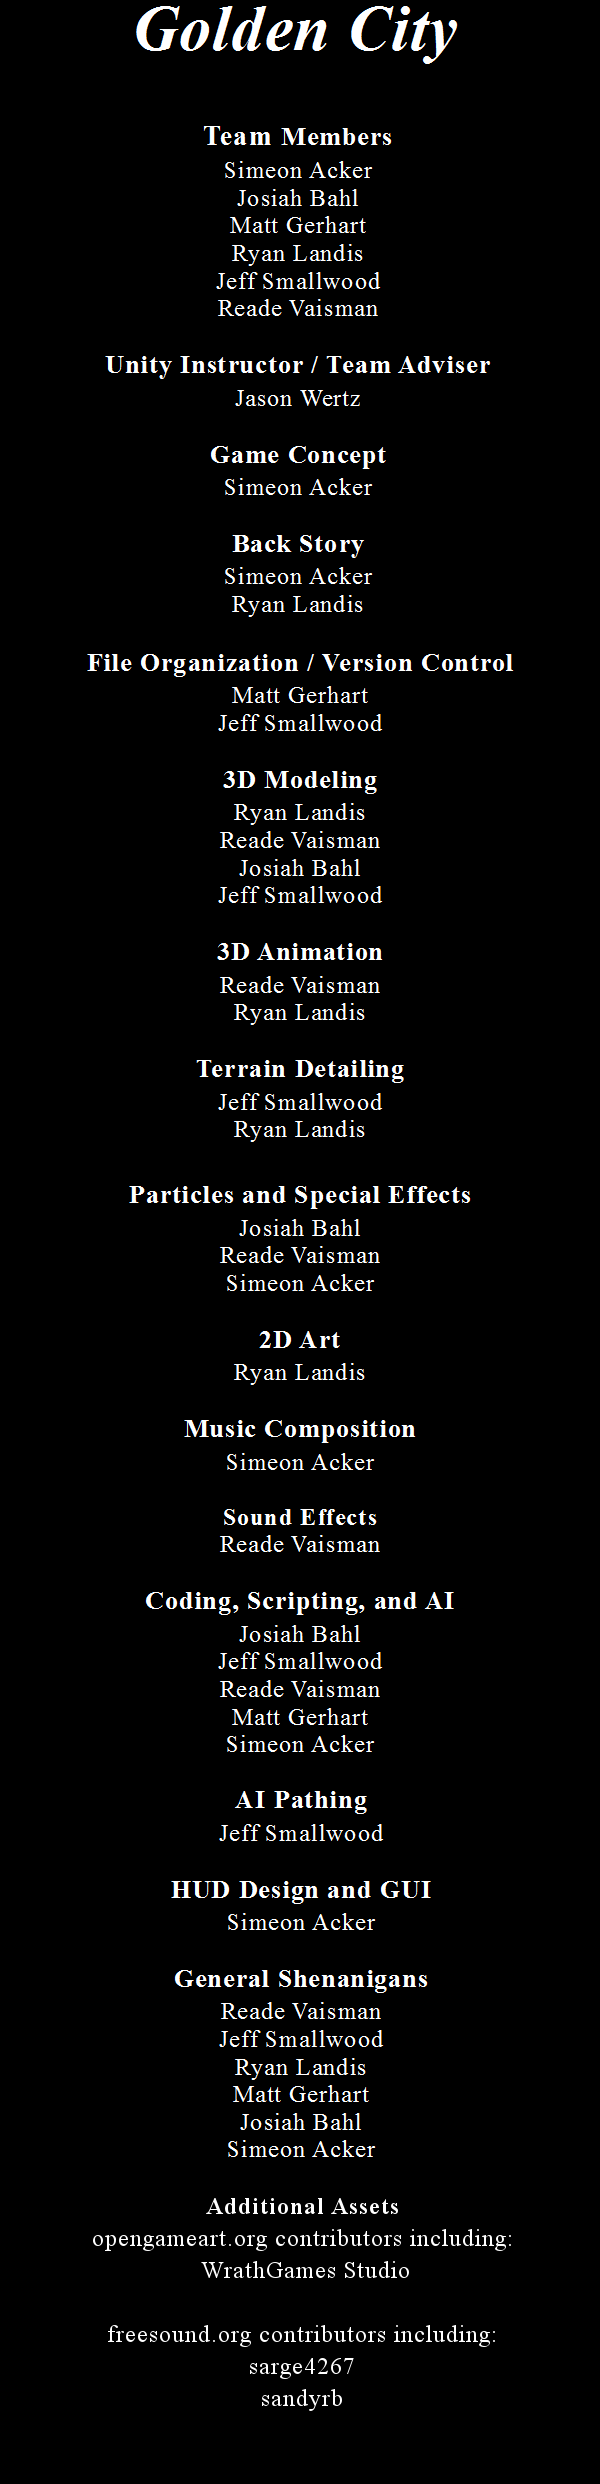 Golden City
Team Members
Simeon Acker
Josiah Bahl
Matt Gerhart
Ryan Landis
Jeff Smallwood
Reade Vaisman
Unity Instructor / Team Adviser
Jason Wertz
Game Concept
Simeon Acker
Back Story
Simeon Acker
Ryan Landis
File Organization / Version Control
Matt Gerhart
Jeff Smallwood
3D Modeling
Ryan Landis
Reade Vaisman
Josiah Bahl
Jeff Smallwood
3D Animation
Reade Vaisman
Ryan Landis
Terrain Detailing
Jeff Smallwood
Ryan Landis
Particles and Special Effects
Josiah Bahl
Reade Vaisman
Simeon Acker
2D Art
Ryan Landis
Music Composition
Simeon Acker
Sound Effects
Reade Vaisman
Coding, Scripting, and AI
Josiah Bahl
Jeff Smallwood
Reade Vaisman
Matt Gerhart
Simeon Acker
AI Pathing
Jeff Smallwood
HUD Design and GUI
Simeon Acker
General Shenanigans
Reade Vaisman
Jeff Smallwood
Ryan Landis
Matt Gerhart
Josiah Bahl
Simeon Acker
Additional Assets
opengameart.org contributors including:
WrathGames Studio
freesound.org contributors including:
sarge4267
sandyrb